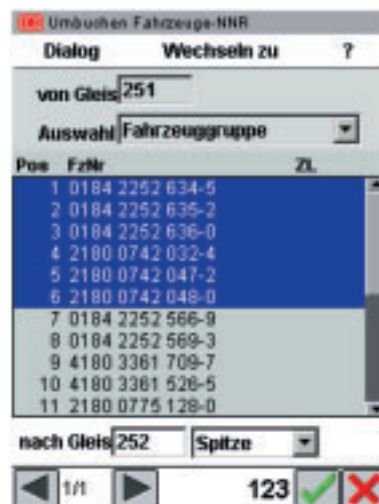 DB Umbuchen Fahrzeuge-NNR
Dialog Wechseln zu ?
von Gleis 251
Auswahl Fahrzeuggruppe
Pos FzNr ZL
1 0184 2252 634-5
2 0184 2252 635-2
3 0184 2252 636-0
4 2180 0742 032-4
5 2180 0742 047-2
6 2180 0742 048-0
7 0184 2252 566-9
8 0184 2252 569-3
9 4180 3361 709-7
10 4180 3361 526-5
11 2180 0775 128-0
nach Gleis 252 Spitze
1/1 123